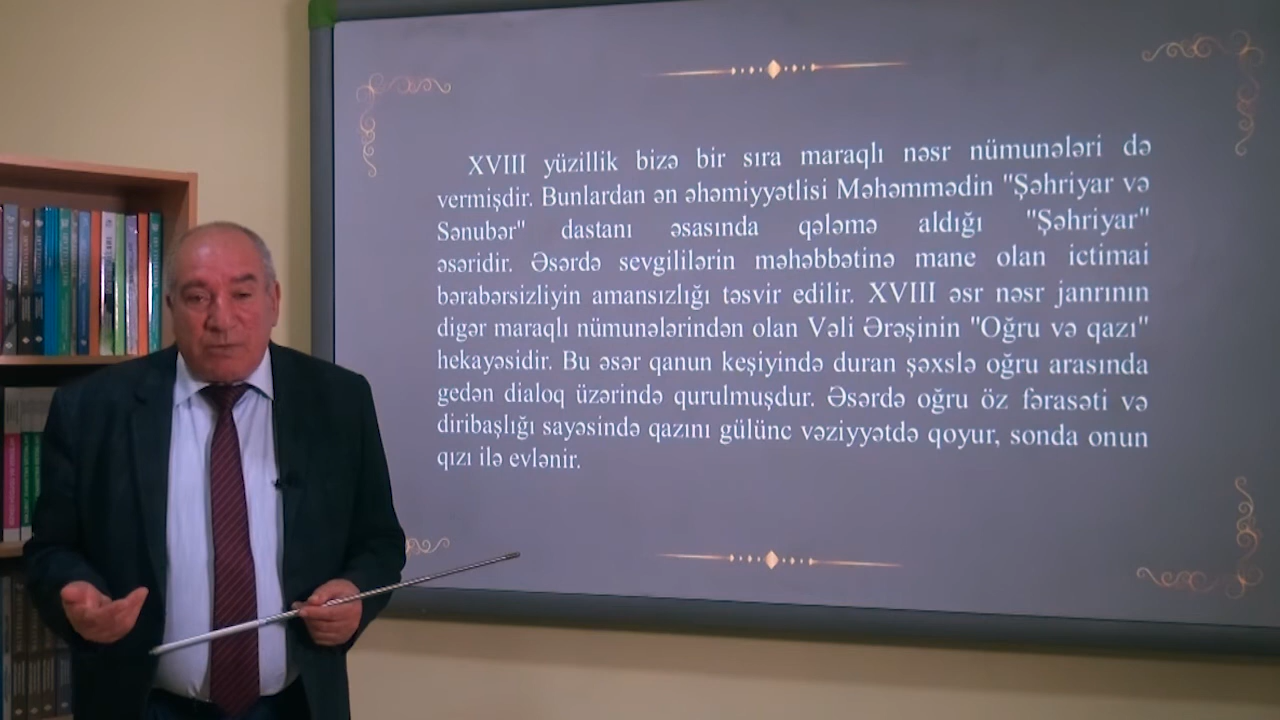 XVIII yüzillik bizə bir sıra maraqlı nəsr nümunələri də
vermişdir. Bunlardan ən əhəmiyyətlisi Məhəmmədin "Şəhriyar və
Sənubər" dastanı əsasında qələmə aldığı "Şəhriyar"
əsəridir. Əsərdə sevgililərin məhəbbətinə mane olan ictimai
bərabərsizliyin amansızlığı təsvir edilir. XVIII əsr nəsr janrının
digər maraqlı nümunələrindən olan Vəli Ərəşinin "Oğru və qazı"
hekayəsidir. Bu əsər qanun keşiyində duran şəxslə oğru arasında
gedən dialoq üzərində qurulmuşdur. Əsərdə oğru öz fərasəti və
diribaşlığı sayəsində qazını gülünc vəziyyətdə qoyur, sonda onun
qızı ilə evlənir.